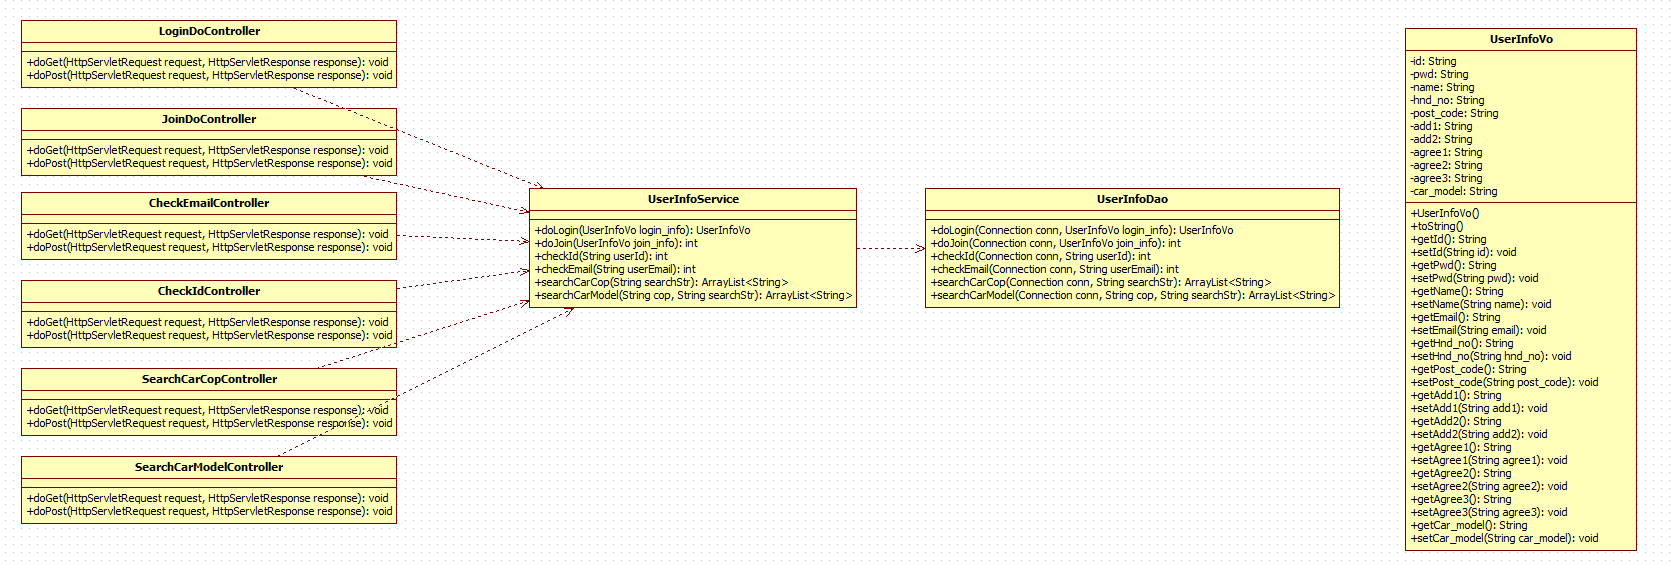 LoginDoController
+doGet(HttpServletRequest request, HttpServletResponse response): void
+doPost(HttpServletRequest request, HttpServletResponse response): void
JoinDoController
+doGet(HttpServletRequest request, HttpServletResponse response): void
+doPost(HttpServletRequest request, HttpServletResponse response): void
CheckEmailController
+doGet(HttpServletRequest request, HttpServletResponse response): void
+doPost(HttpServletRequest request, HttpServletResponse response): void
CheckIdController
+doGet(HttpServletRequest request, HttpServletResponse response): void
+doPost(HttpServletRequest request, HttpServletResponse response): void
SearchCarCopController
+doGet(HttpServletRequest request, HttpServletResponse response): void
+doPost(HttpServletRequest request, HttpServletResponse response): void
SearchCarModelController
+doGet(HttpServletRequest request, HttpServletResponse response): void
+doPost(HttpServletRequest request, HttpServletResponse response): void
UserInfoService
+doLogin(UserInfoVo login_info): UserInfoVo
+doJoin(UserInfoVo join_info): int
+checkId(String userId): int
+checkEmail(String userEmail): int
+searchCarCop(String searchStr): ArrayList<String>
+searchCarModel(String cop, String searchStr): ArrayList<String>
UserInfoDao
+doLogin(Connection conn, UserInfoVo login_info): UserInfoVo
+doJoin(Connection conn, UserInfoVo join_info): int
+checkId(Connection conn, String userId): int
+checkEmail(Connection conn, String userEmail): int
+searchCarCop(Connection conn, String searchStr): ArrayList<String>
+searchCarModel(Connection conn, String cop, String searchStr): ArrayList<String>
UserInfoVo
-id: String
-pwd: String
-name: String
-hnd_no: String
-post_code: String
-add1: String
-add2: String
-agree1: String
-agree2: String
-agree3: String
-car_model: String
+UserInfoVo()
+toString()
+getId(): String
+setId(String id): void
+getPwd(): String
+setPwd(String pwd): void
+getName(): String
+setName(String name): void
+getEmail(): String
+setEmail(String email): void
+getHnd_no(): String
+setHnd_no(String hnd_no): void
+getPost_code(): String
+setPost_code(String post_code): void
+getAdd1(): String
+setAdd1(String add1): void
+getAdd2(): String
+setAdd2(String add2): void
+getAgree1(): String
+setAgree1(String agree1): void
+getAgree2(): String
+setAgree2(String agree2): void
+getAgree3(): String
+setAgree3(String agree3): void
+getCar_model(): String
+setCar_model(String car_model): void